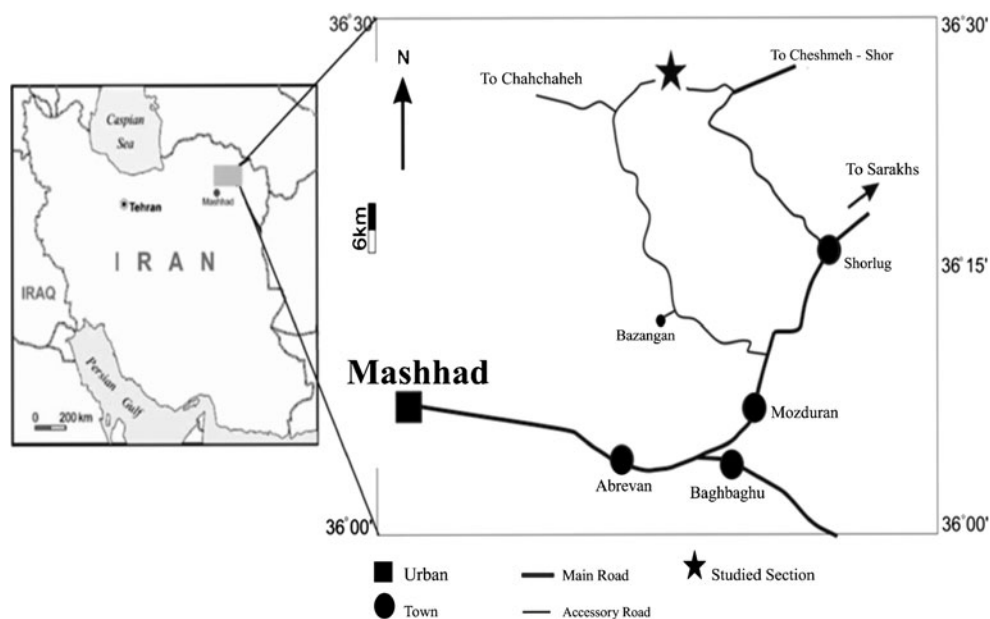 Caspian
Sea
Mashhad
Tehran
I R A N
IRAQ
Persian
Gulf
0 200 km
36°30'
36°30'
N
To Cheshmeh - Shor
To Chahchaheh
To Sarakhs
6km
Shorlug
36°15'
Bazangan
Mashhad
Mozduran
Abrevan
Baghbaghu
36°00'
36°00'
Urban
Main Road
Studied Section
Town
Accessory Road